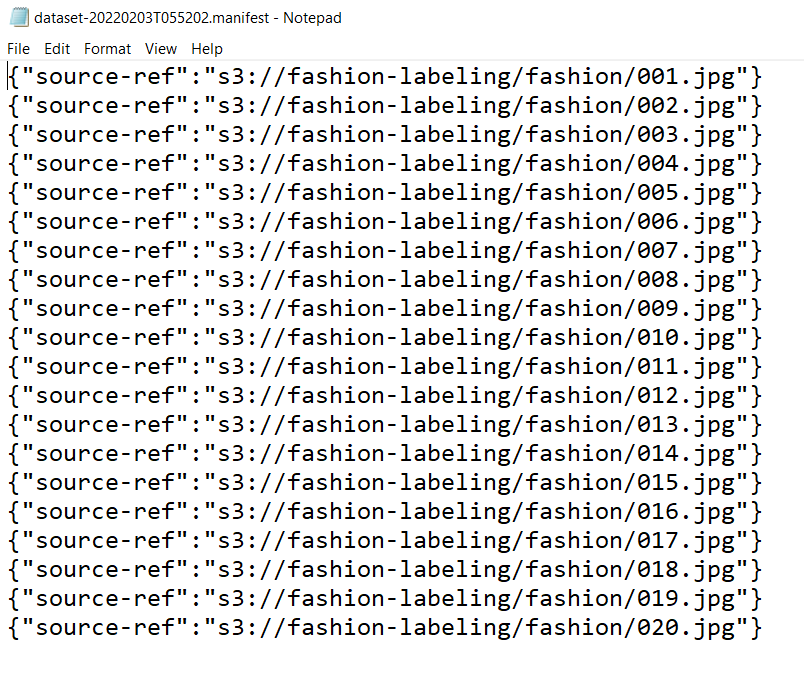 dataset-20220203T055202.manifest - Notepad
File Edit Format View Help
{"source-ref":"s3://fashion-labeling/fashion/001.jpg"}
{"source-ref":"s3://fashion-labeling/fashion/002.jpg"}
{"source-ref":"s3://fashion-labeling/fashion/003.jpg"}
{"source-ref":"s3://fashion-labeling/fashion/004.jpg"}
{"source-ref":"s3://fashion-labeling/fashion/005.jpg"}
{"source-ref":"s3://fashion-labeling/fashion/006.jpg"}
{"source-ref":"s3://fashion-labeling/fashion/007.jpg"}
{"source-ref":"s3://fashion-labeling/fashion/008.jpg"}
{"source-ref":"s3://fashion-labeling/fashion/009.jpg"}
{"source-ref":"s3://fashion-labeling/fashion/010.jpg"}
{"source-ref":"s3://fashion-labeling/fashion/011.jpg"}
{"source-ref":"s3://fashion-labeling/fashion/012.jpg"}
{"source-ref":"s3://fashion-labeling/fashion/013.jpg"}
{"source-ref":"s3://fashion-labeling/fashion/014.jpg"}
{"source-ref":"s3://fashion-labeling/fashion/015.jpg"}
{"source-ref":"s3://fashion-labeling/fashion/016.jpg"}
{"source-ref":"s3://fashion-labeling/fashion/017.jpg"}
{"source-ref":"s3://fashion-labeling/fashion/018.jpg"}
{"source-ref":"s3://fashion-labeling/fashion/019.jpg"}
{"source-ref":"s3://fashion-labeling/fashion/020.jpg"}